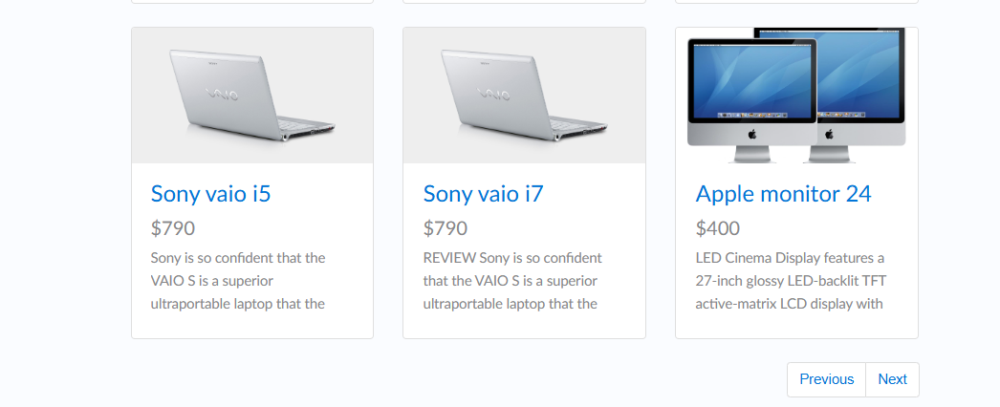 VAIO
VAIO
Sony vaio i5
$790
Sony is so confident that the
VAIO S is a superior
ultraportable laptop that the
Sony vaio i7
$790
REVIEW Sony is so confident
that the VAIO S is a superior
ultraportable laptop that the
Apple monitor 24
$400
LED Cinema Display features a
27-inch glossy LED-backlit TFT
active-matrix LCD display with
Previous
Next